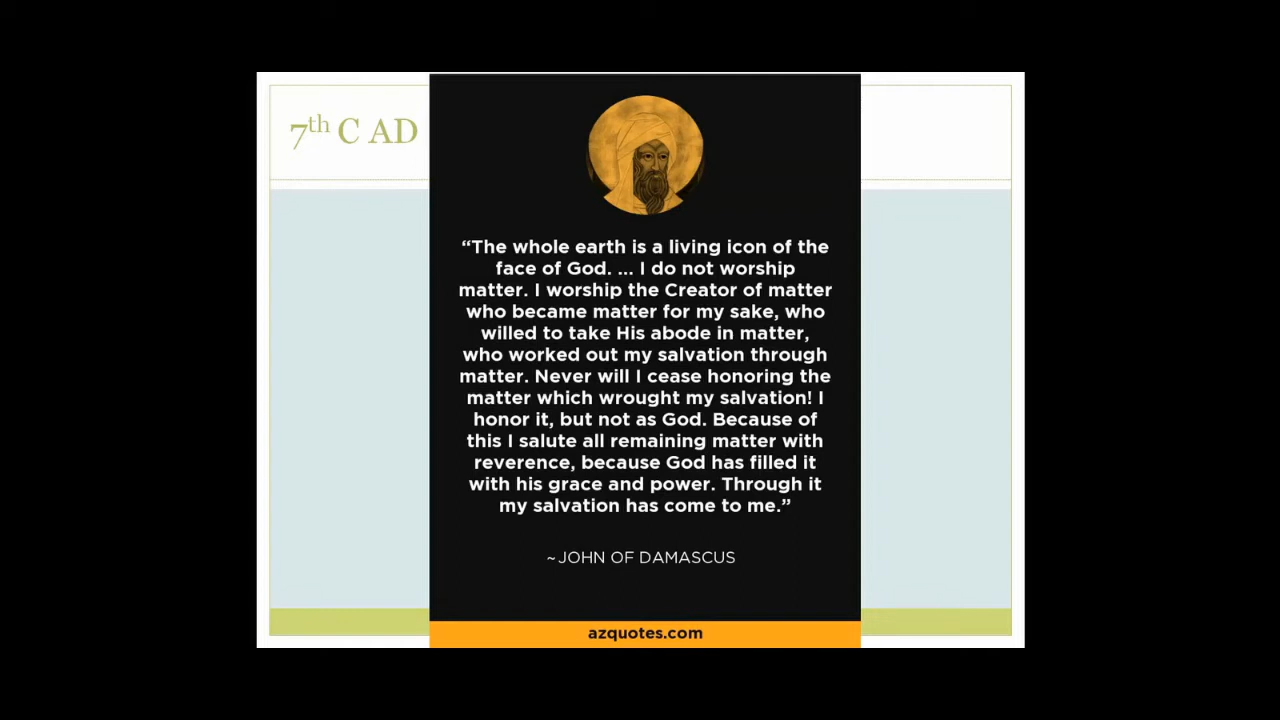 7th C AD
“The whole earth is a living icon of the
face of God. ... I do not worship
matter. I worship the Creator of matter
who became matter for my sake, who
willed to take His abode in matter,
who worked out my salvation through
matter. Never will I cease honoring the
matter which wrought my salvation! I
honor it, but not as God. Because of
this I salute all remaining matter with
reverence, because God has filled it
with his grace and power. Through it
my salvation has come to me.”
~ JOHN OF DAMASCUS
azquotes.com